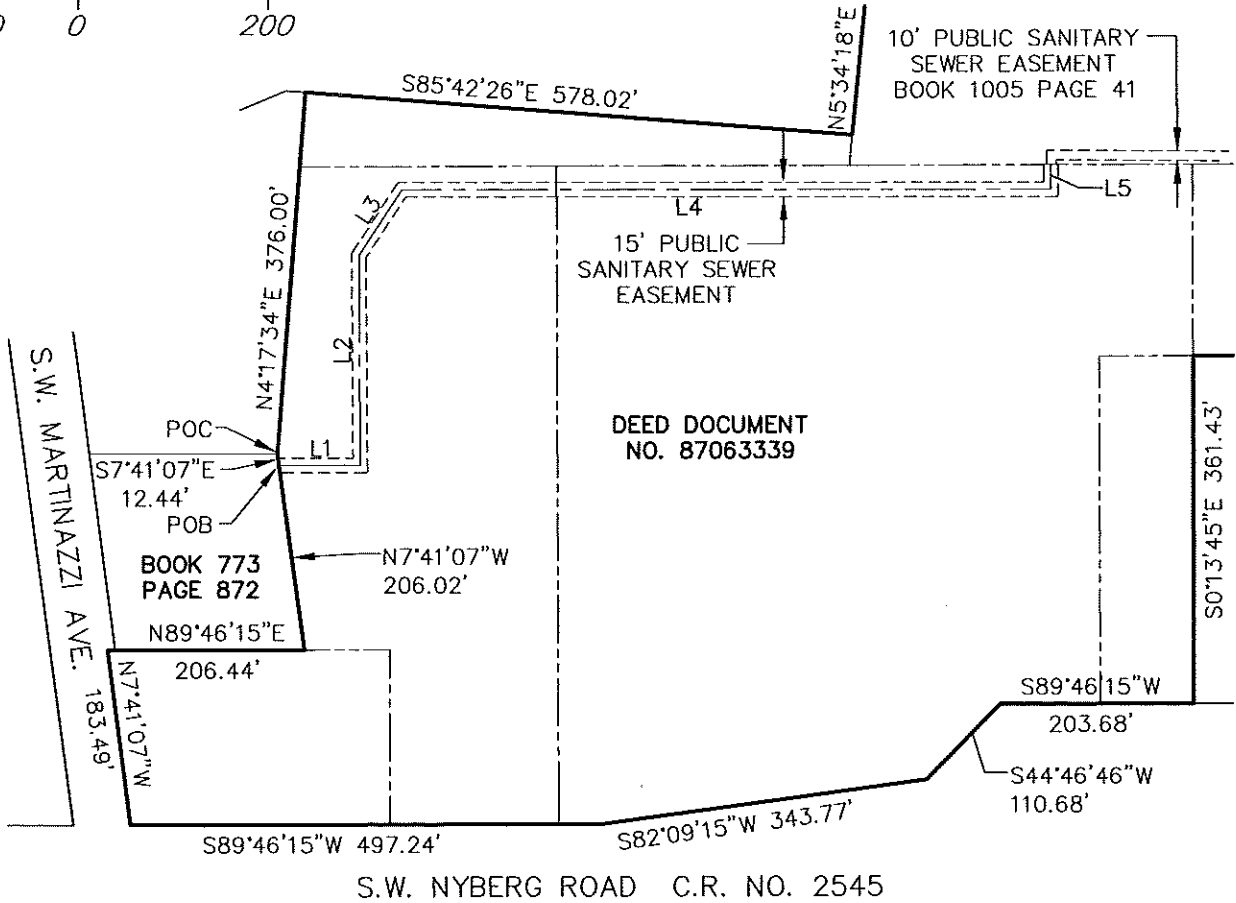 0 200
S85°42'26"E 578.02'
N5°34'18"E
10' PUBLIC SANITARY
SEWER EASEMENT
BOOK 1005 PAGE 41
L3
L4
L5
15' PUBLIC
SANITARY SEWER
EASEMENT
N4°17'34"E 376.00'
L2
L1
POC
S7°41'07"E
12.44'
POB
S.W. MARTINAZZI AVE.
DEED DOCUMENT
NO. 87063339
S0°13'45"E 361.43'
BOOK 773
PAGE 872
N7°41'07"W
206.02'
N89°46'15"E
206.44'
N7°41'07"W
183.49'
S89°46'15"W
203.68'
S44°46'46"W
110.68'
S89°46'15"W 497.24'
S82°09'15"W 343.77'
S.W. NYBERG ROAD C.R. NO. 2545